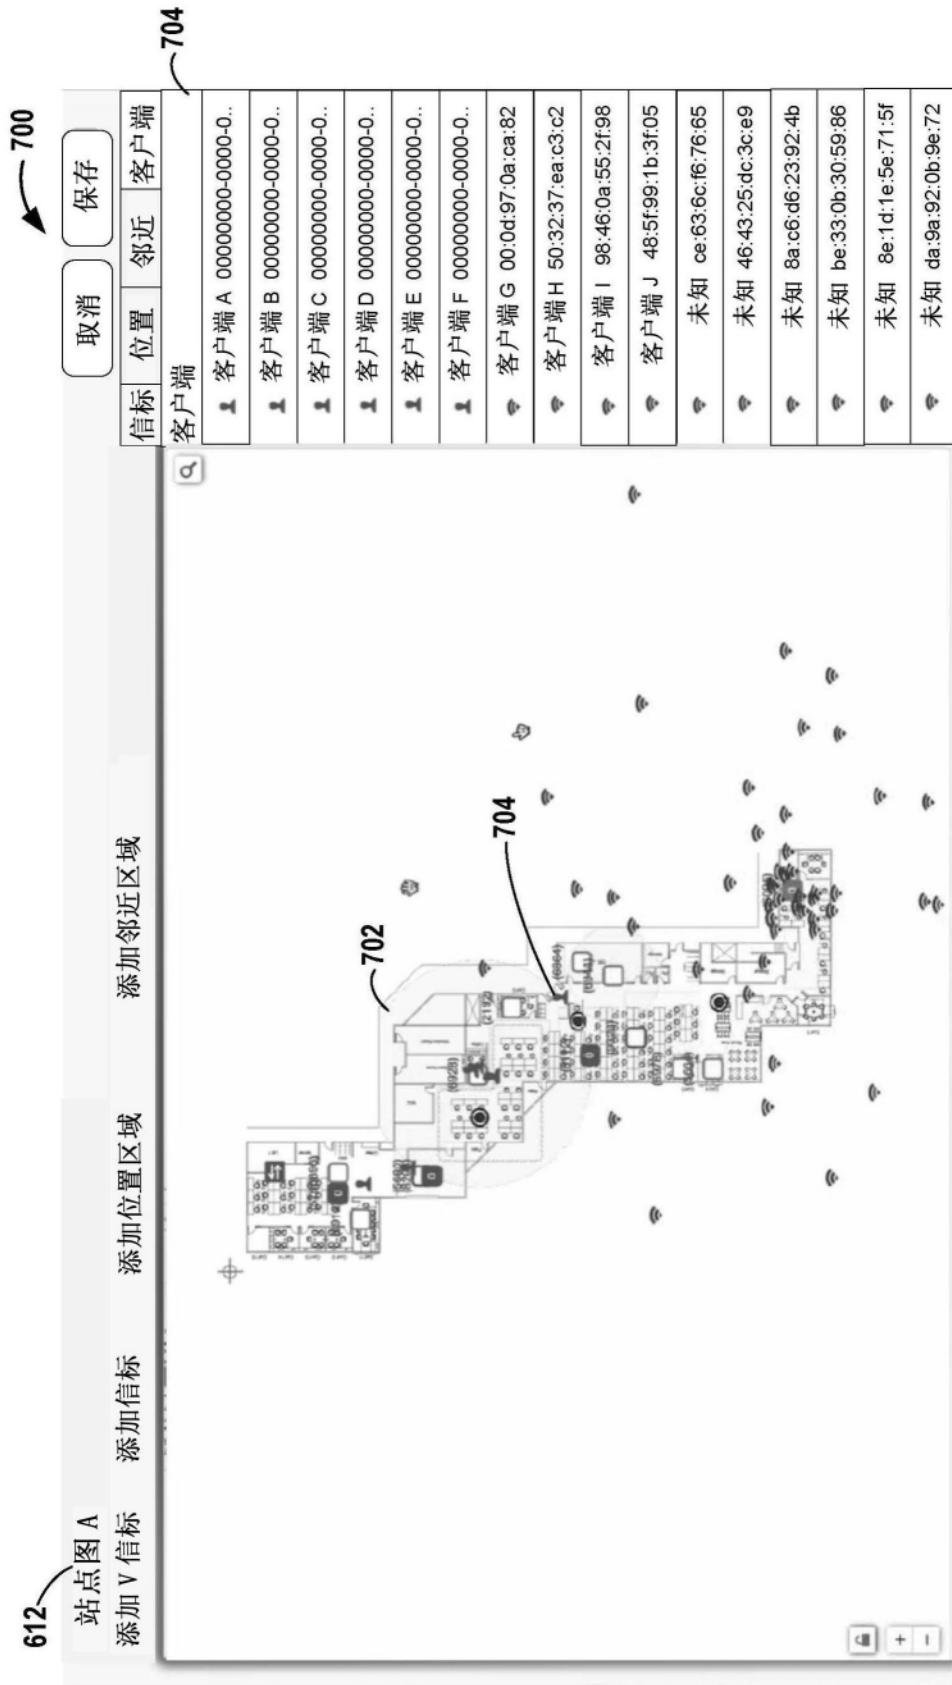 700
612
站点图 A
取消
保存
添加 V 信标
添加信标
添加位置区域
添加邻近区域
信标
位置
邻近
客户端
704
客户端
客户端 A 00000000-0000-0..
客户端 B 00000000-0000-0..
客户端 C 00000000-0000-0..
客户端 D 00000000-0000-0..
客户端 E 00000000-0000-0..
客户端 F 00000000-0000-0..
客户端 G 00:0d:97:0a:ca:82
客户端 H 50:32:37:ea:c3:c2
客户端 I 98:46:0a:55:2f:98
客户端 J 48:5f:99:1b:3f:05
未知 ce:63:6c:f6:76:65
未知 46:43:25:dc:3c:e9
未知 8a:c6:d6:23:92:4b
未知 be:33:0b:30:59:86
未知 8e:1d:1e:5e:71:5f
未知 da:9a:92:0b:9e:72
702
704
(6928)
(2192)
(6964)
+
−